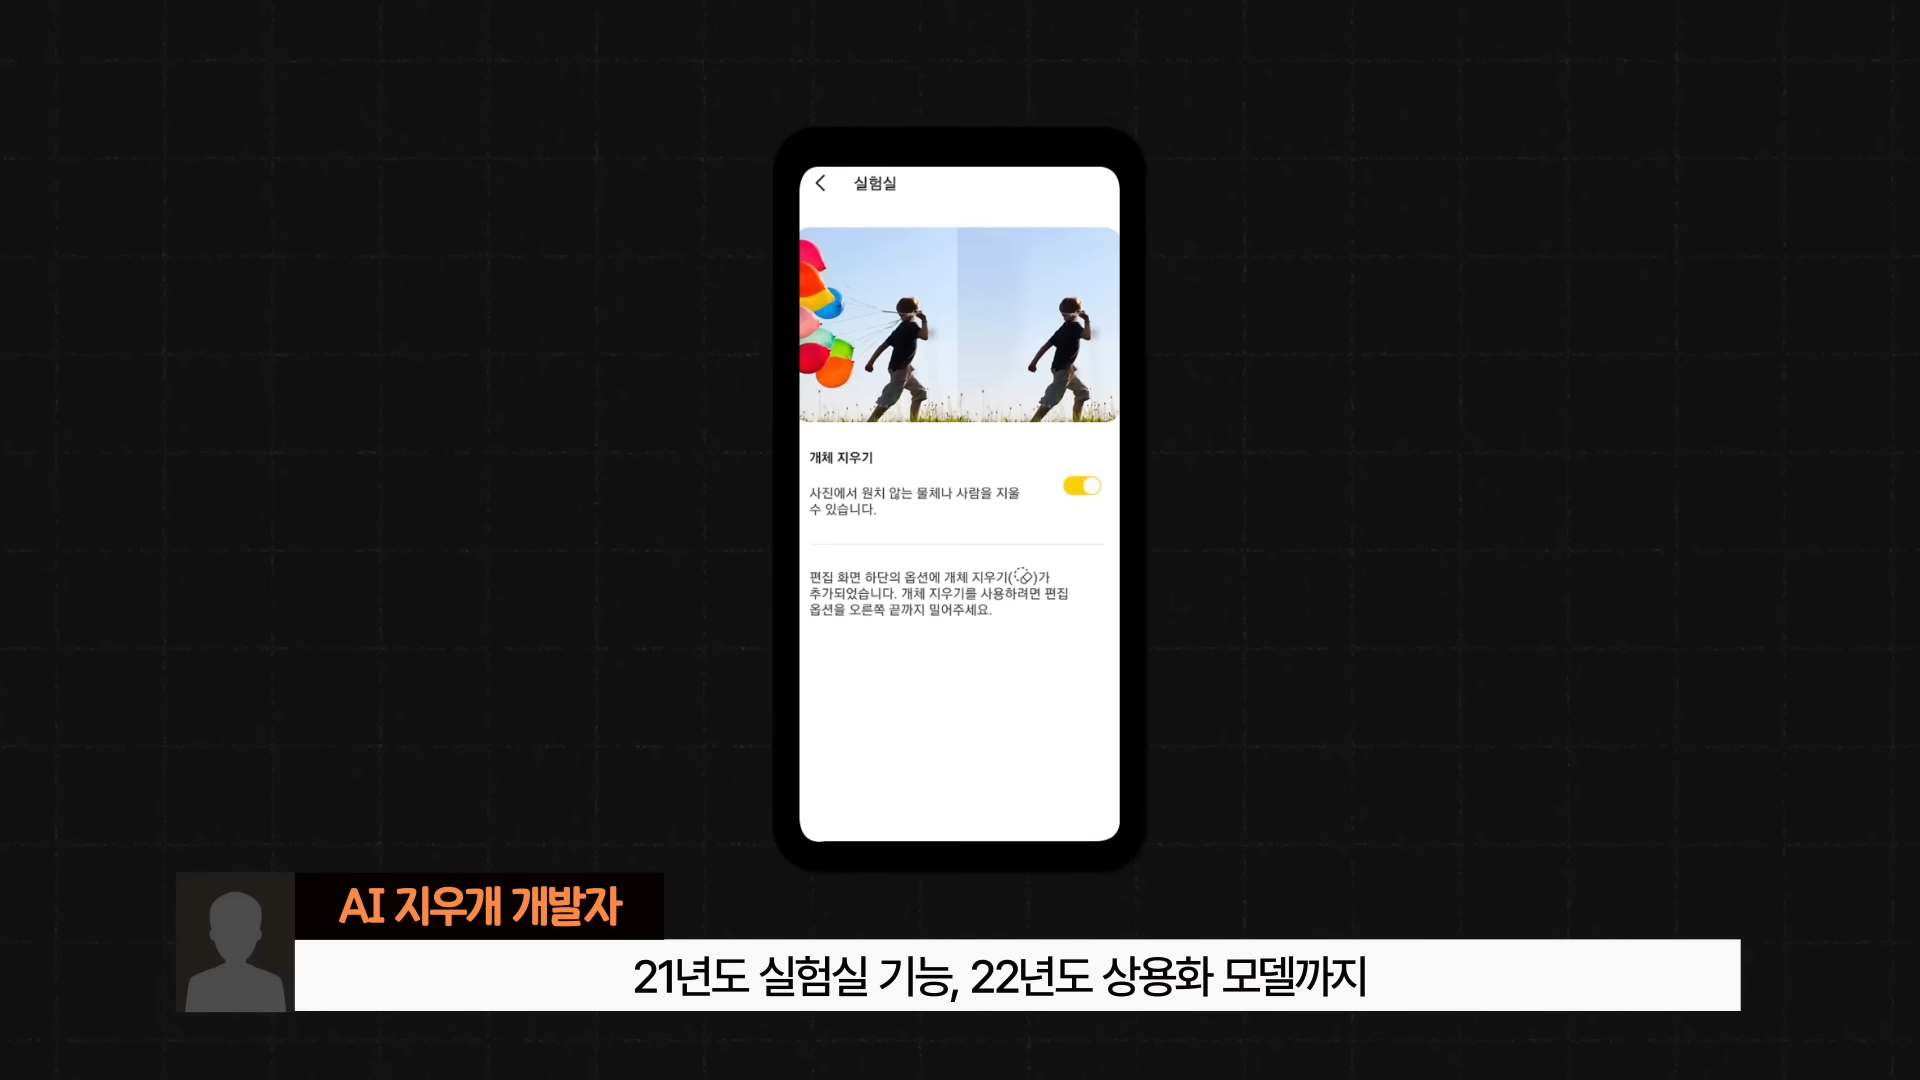 실험실
개체 지우기
사진에서 원치 않는 물체나 사람을 지울
수 있습니다.
편집 화면 하단의 옵션에 개체 지우기()가
추가되었습니다. 개체 지우기를 사용하려면 편집
옵션을 오른쪽 끝까지 밀어주세요.
AI 지우개 개발자
21년도 실험실 기능, 22년도 상용화 모델까지